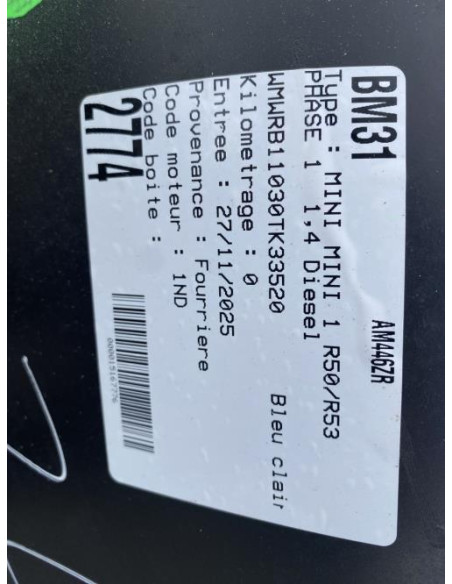 BM31 AM446ZR
Type : MINI MINI 1 R50/R53
PHASE 1 1,4 Diesel
WMWRB11030TK33520 Bleu clair
Kilometrage : 0
Entree : 27/11/2025
Provenance : Fourriere
Code moteur : 1ND
Code boite :
2774